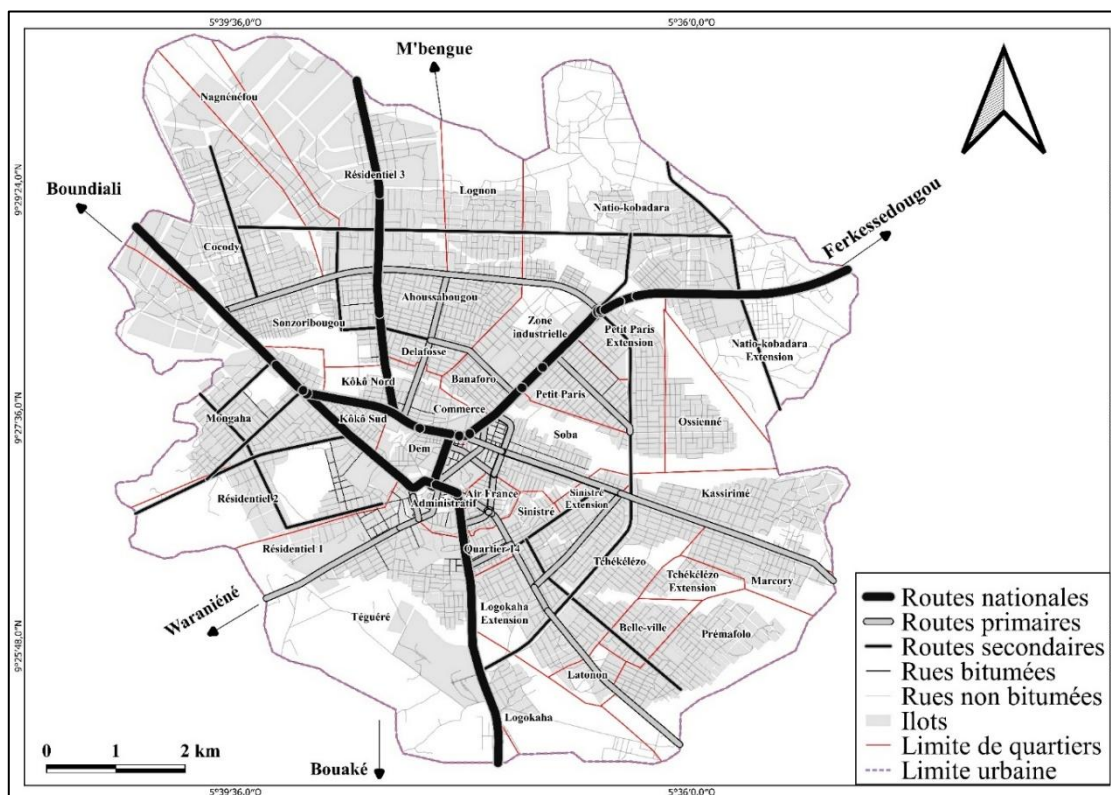 5°39'36,0"O
5°36'0,0"O
M'bengue
Nagnénéfou
Résidentiel 3
Lognon
9°29'24,0"N
Boundiali
Natio-kobadara
Ferkessedougou
Cocody
Ahoussabougou
Sonzoribougou
Zone
industrielle
Petit Paris
Extension
Natio-kobadara
Extension
Delafosse
Kôkô Nord
Banaforo
Petit Paris
9°27'36,0"N
Mongaha
Kôkô Sud
Commerce
Ossienné
Dem
Soba
Résidentiel 2
Administratif
Air France
Sinistré
Sinistré
Extension
Kassirimé
Résidentiel 1
Quartier 14
Tchékélézo
Tchékélézo
Extension
Marcory
Waraniéné
Téguéré
Logokaha
Extension
Belle-ville
Prémafolo
9°25'48,0"N
Latonon
Logokaha
0 1 2 km
Bouaké
Routes nationales
Routes primaires
Routes secondaires
Rues bitumées
Rues non bitumées
Ilots
Limite de quartiers
Limite urbaine
5°39'36,0"O
5°36'0,0"O